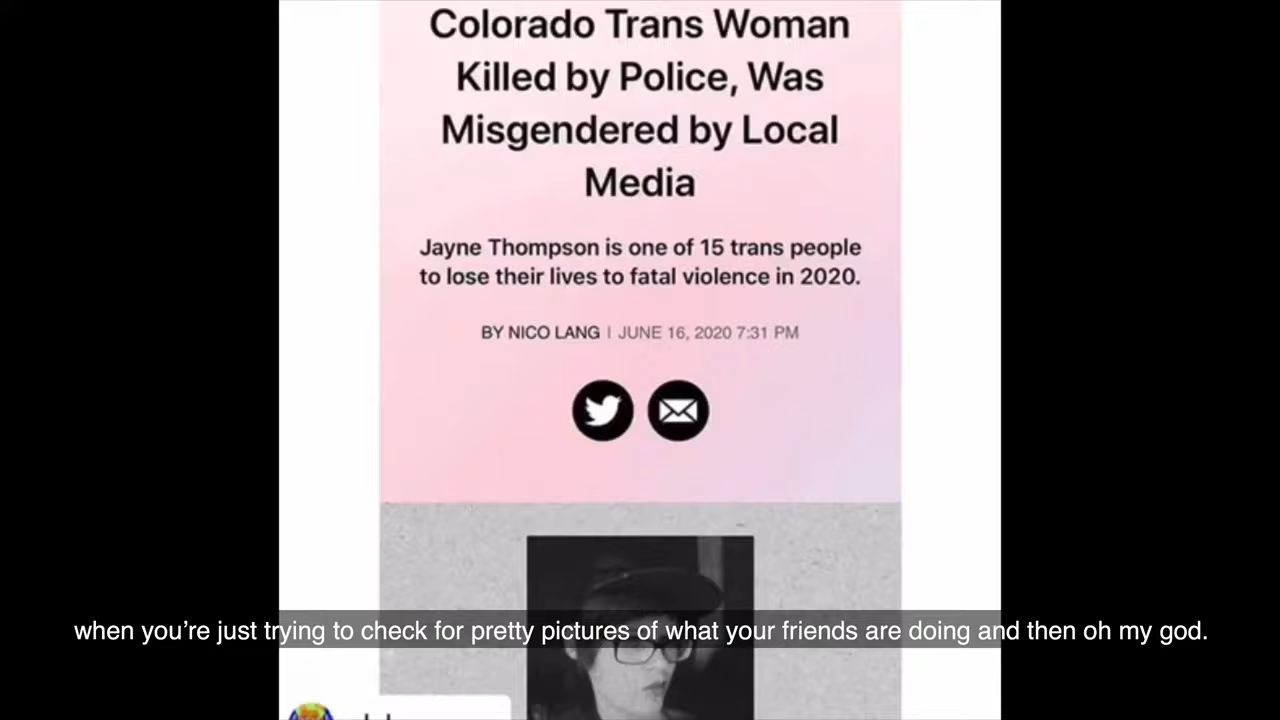 Colorado Trans Woman
Killed by Police, Was
Misgendered by Local
Media
Jayne Thompson is one of 15 trans people
to lose their lives to fatal violence in 2020.
BY NICO LANG | JUNE 16, 2020 7:31 PM
when you’re just trying to check for pretty pictures of what your friends are doing and then oh my god.